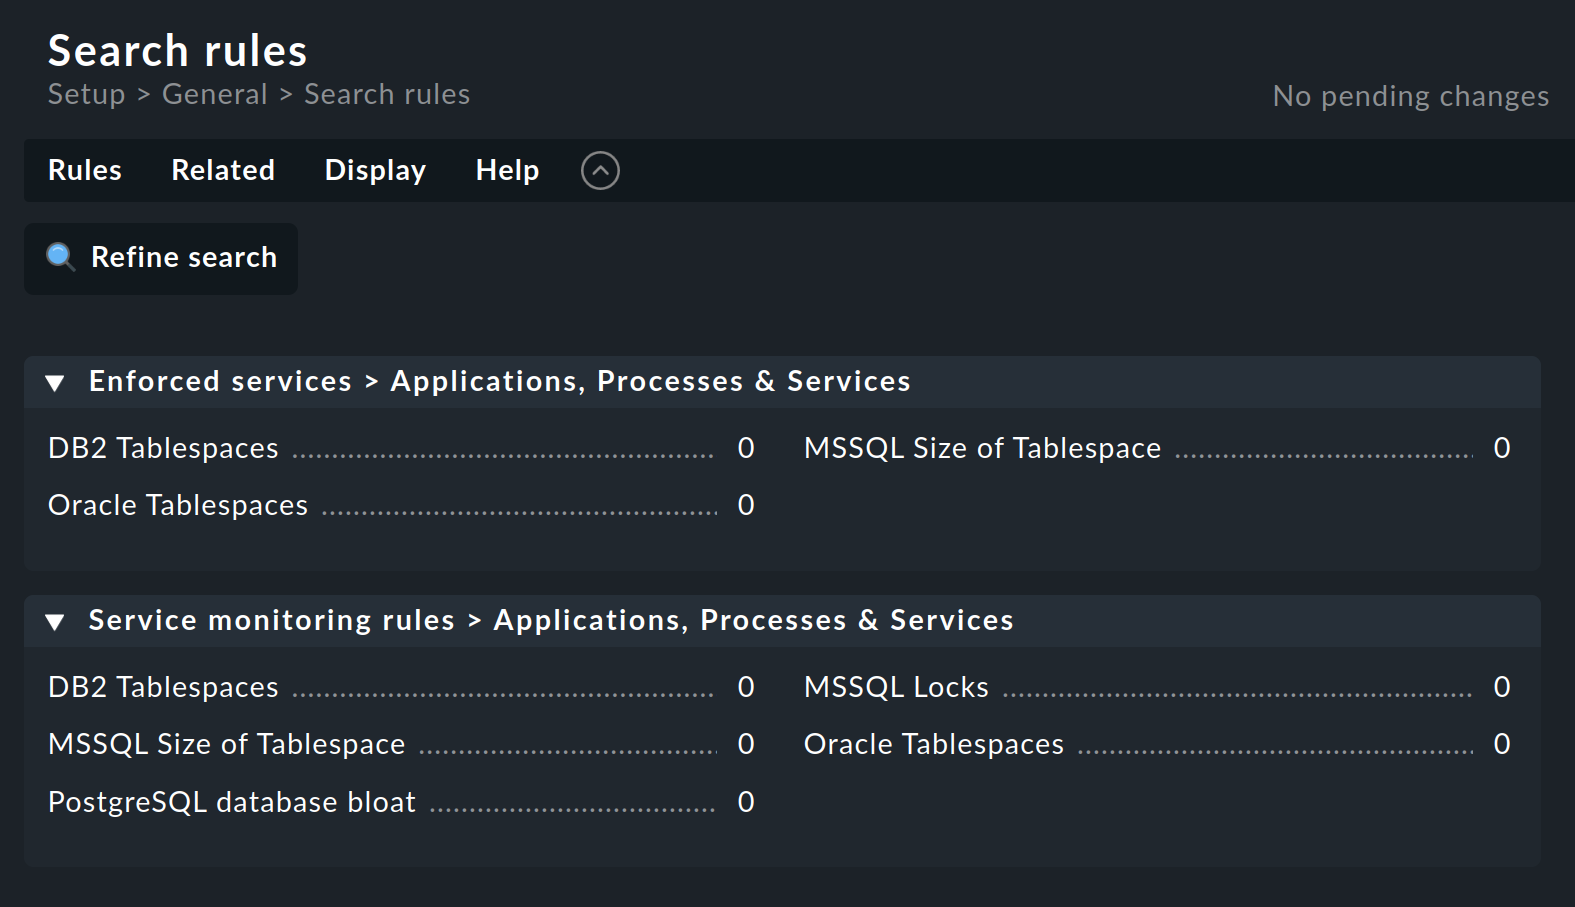 Search rules
Setup > General > Search rules
No pending changes
Rules Related Display Help
Refine search
Enforced services > Applications, Processes & Services
DB2 Tablespaces 0 MSSQL Size of Tablespace 0
Oracle Tablespaces 0
Service monitoring rules > Applications, Processes & Services
DB2 Tablespaces 0 MSSQL Locks 0
MSSQL Size of Tablespace 0 Oracle Tablespaces 0
PostgreSQL database bloat 0